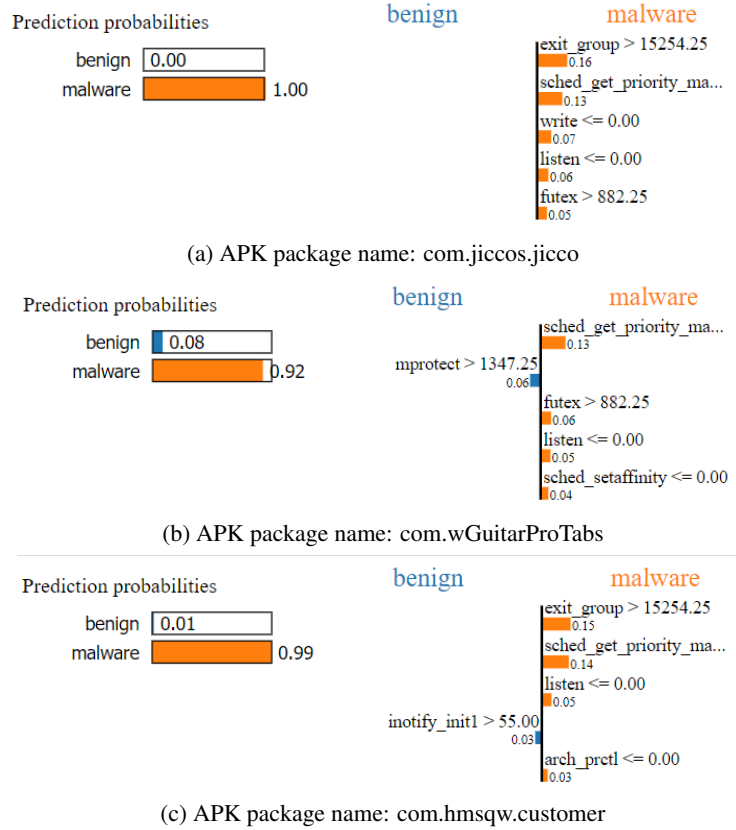 Prediction probabilities
benign 0.00
malware 1.00
benign malware
exit_group > 15254.25
0.16
sched_get_priority_ma...
0.13
write <= 0.00
0.07
listen <= 0.00
0.06
futex > 882.25
0.05
(a) APK package name: com.jiccos.jicco
Prediction probabilities
benign 0.08
malware 0.92
benign malware
sched_get_priority_ma...
0.13
mprotect > 1347.25
0.06
futex > 882.25
0.06
listen <= 0.00
0.05
sched_setaffinity <= 0.00
0.04
(b) APK package name: com.wGuitarProTabs
Prediction probabilities
benign 0.01
malware 0.99
benign malware
exit_group > 15254.25
0.15
sched_get_priority_ma...
0.14
listen <= 0.00
0.05
inotify_init1 > 55.00
0.03
arch_prctl <= 0.00
0.03
(c) APK package name: com.hmsqw.customer